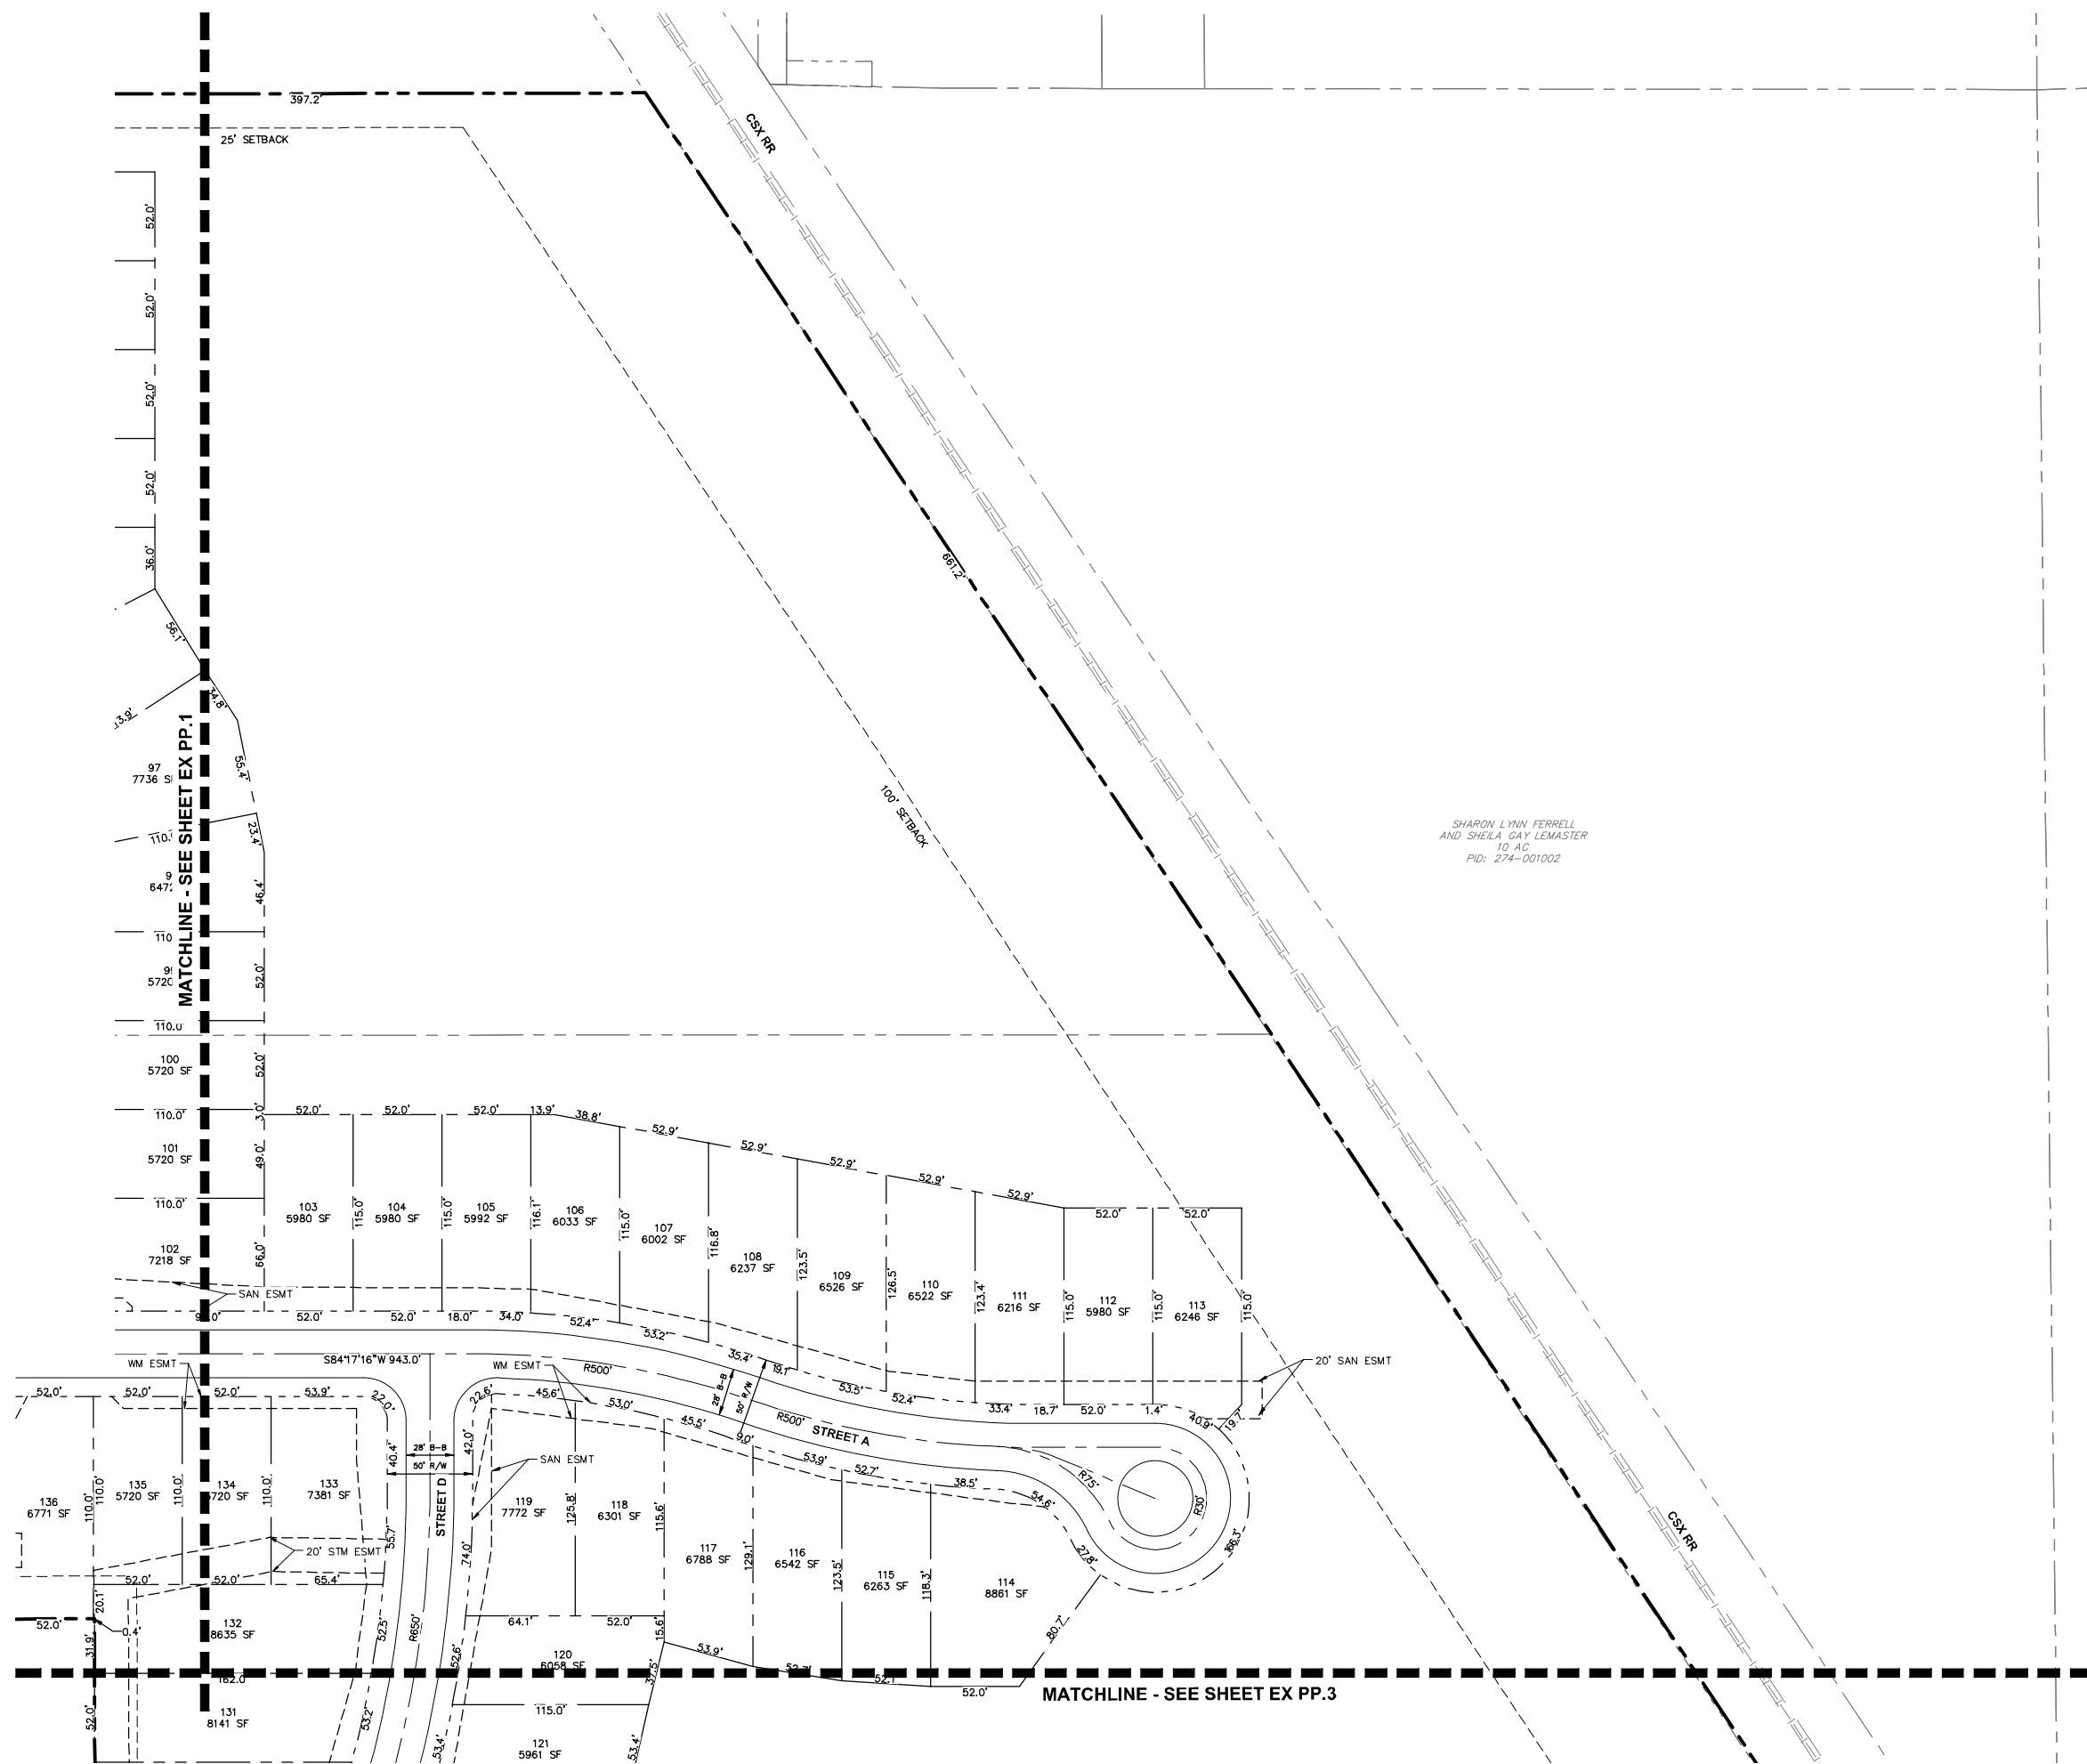 397.2'
25' SETBACK
CSX RR
52.0'
52.0'
52.0'
52.0'
36.0'
56.1'
34.8'
55.4'
23.4'
46.4'
52.0'
52.0'
3.0'
49.0'
66.0'
661.2'
100' SETBACK
MATCHLINE - SEE SHEET EX PP.1
SHARON LYNN FERRELL
AND SHEILA GAY LEMASTER
10 AC
PID: 274-001002
97
7736 S
110.
110
5720
110.0'
100
5720 SF
110.0'
101
5720 SF
110.0'
102
7218 SF
SAN ESMT
52.0'
52.0'
52.0'
13.9'
38.8'
52.9'
52.9'
52.9'
52.9'
52.9'
52.0'
52.0'
103
5980 SF
115.0'
104
5980 SF
115.0'
105
5992 SF
116.1'
106
6033 SF
115.0'
107
6002 SF
116.8'
108
6237 SF
123.5'
109
6526 SF
126.5'
110
6522 SF
123.4'
111
6216 SF
115.0'
112
5980 SF
115.0'
113
6246 SF
115.0'
52.0'
52.0'
18.0'
34.0'
52.4'
53.2'
35.4'
19.1'
53.5'
52.4'
33.4'
18.7'
52.0'
1.4'
40.9'
19.7'
20' SAN ESMT
S84°17'16"W 943.0'
R500'
28' B-B
50' R/W
R500'
STREET A
R75'
R30'
166.3'
WM ESMT
WM ESMT
52.0'
52.0'
52.0'
53.9'
22.0'
22.6'
45.6'
53.0'
45.5'
9.0'
53.9'
52.7'
38.5'
54.6'
27.8'
80.7'
28' B-B
50' R/W
40.4'
42.0'
STREET D
SAN ESMT
136
6771 SF
110.0'
110.0'
135
5720 SF
110.0'
134
5720 SF
110.0'
133
7381 SF
55.7'
74.0'
119
7772 SF
125.8'
118
6301 SF
115.6'
117
6788 SF
129.1'
116
6542 SF
123.5'
115
6263 SF
118.3'
114
8861 SF
CSX RR
20' STM ESMT
52.0'
52.0'
65.4'
20.1'
52.0'
0.4'
31.9'
132
8635 SF
52.5'
R650'
52.6'
64.1'
52.0'
15.6'
120
6058 SF
37.5'
53.9'
52.7'
52.1'
52.0'
162.0'
MATCHLINE - SEE SHEET EX PP.3
52.0'
131
8141 SF
53.2'
53.4'
115.0'
121
5961 SF
53.4'